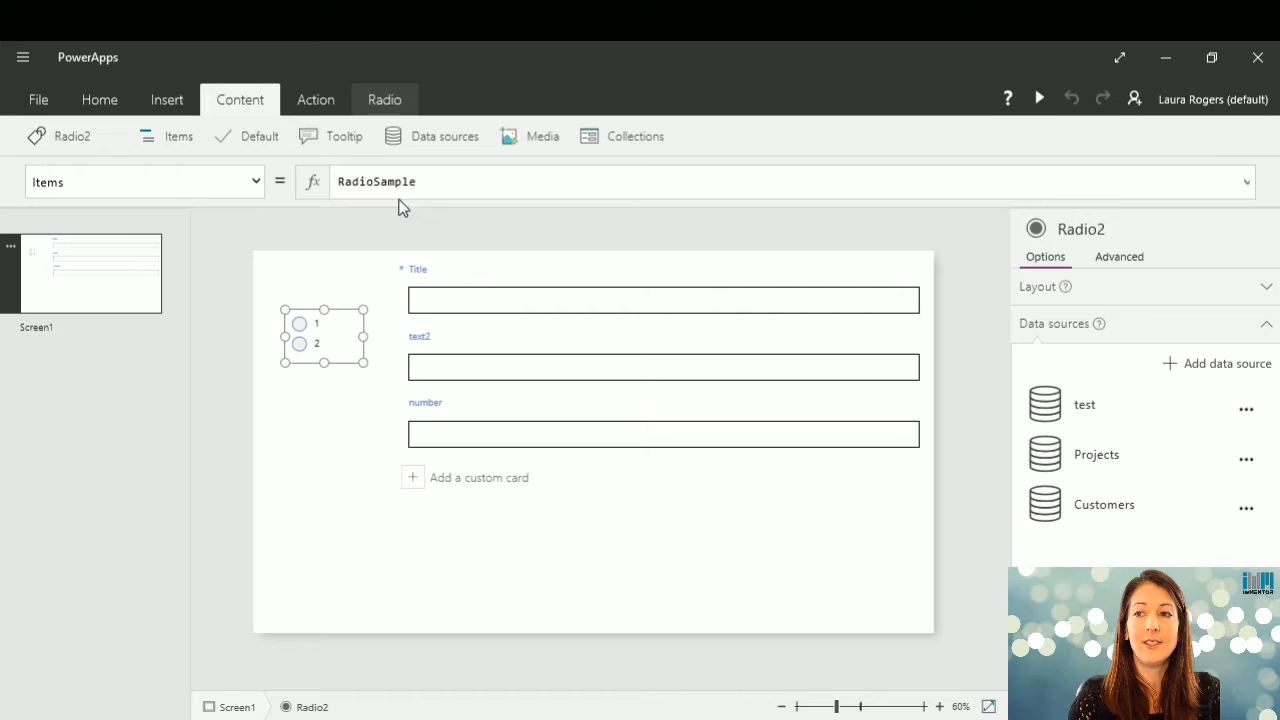 PowerApps
File Home Insert Content Action Radio
? Laura Rogers (default)
Radio2 Items Default Tooltip Data sources Media Collections
Items = fx RadioSample
Radio2
Options Advanced
Layout ?
Data sources ?
Add data source
test
Projects
Customers
Screen1
* Title
1
2
text2
number
Add a custom card
Screen1 Radio2 60%
iwMENTOR